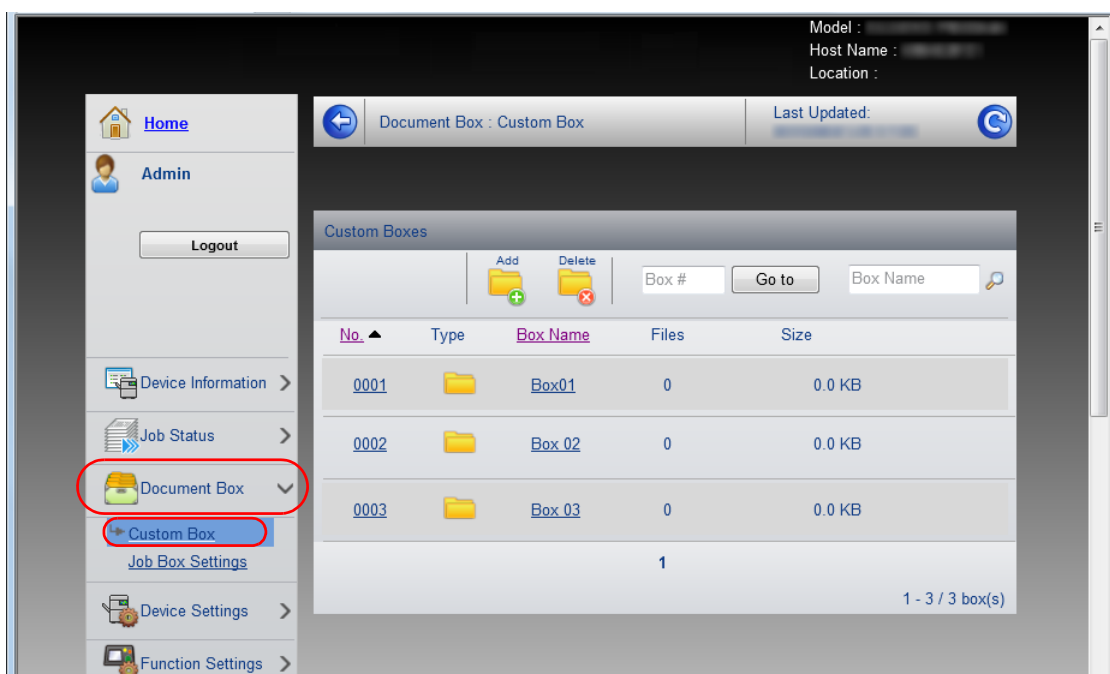 Model :
Host Name :
Location :
Home
Admin
Logout
Device Information
Job Status
Document Box
Custom Box
Job Box Settings
Device Settings
Function Settings
Document Box : Custom Box
Last Updated:
Custom Boxes
Add Delete
Box # Go to Box Name
No. Type Box Name Files Size
0001 Box01 0 0.0 KB
0002 Box 02 0 0.0 KB
0003 Box 03 0 0.0 KB
1
1 - 3 / 3 box(s)